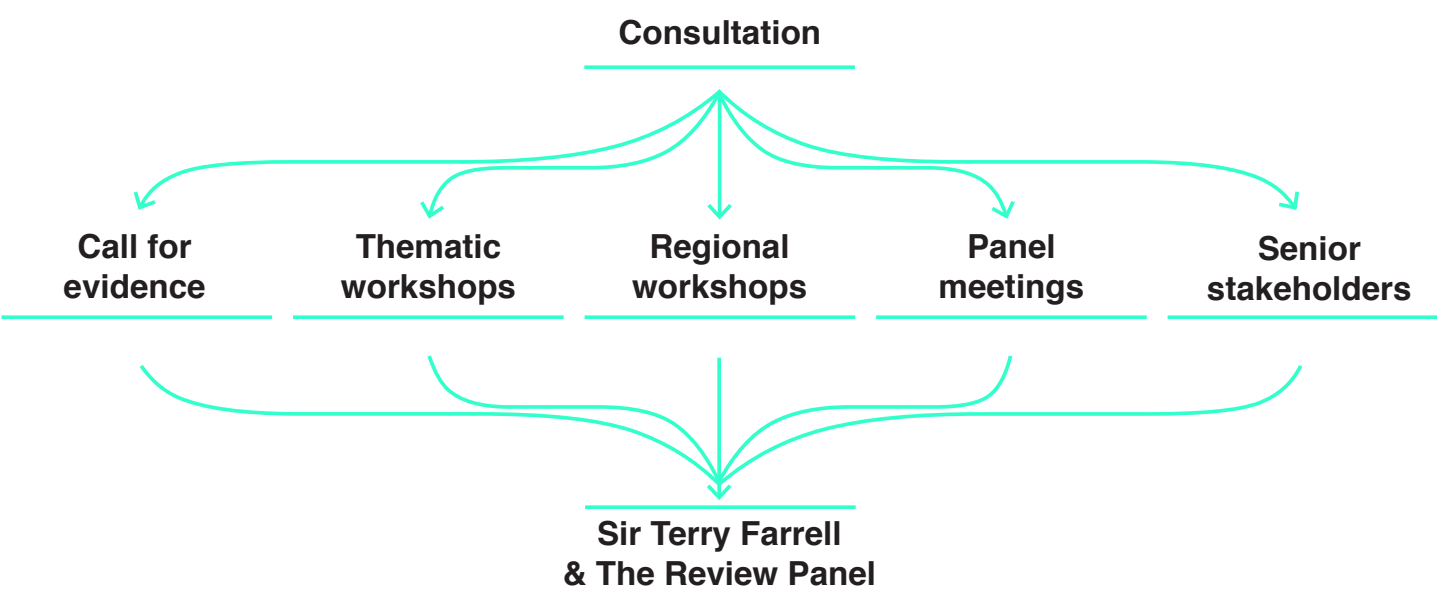 Consultation
Call for
evidence
Thematic
workshops
Regional
workshops
Panel
meetings
Senior
stakeholders
Sir Terry Farrell
& The Review Panel